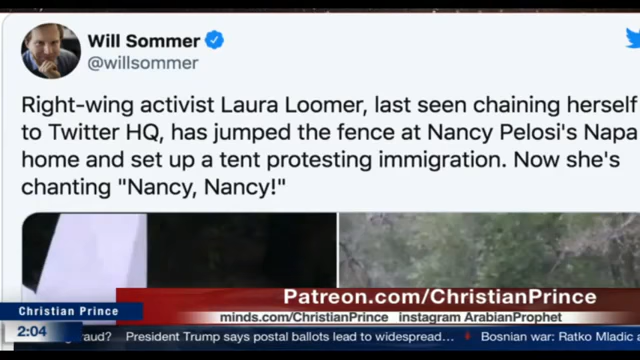 Will Sommer
@willsommer
Right-wing activist Laura Loomer, last seen chaining herself
to Twitter HQ, has jumped the fence at Nancy Pelosi's Napa
home and set up a tent protesting immigration. Now she's
chanting "Nancy, Nancy!"
Patreon.com/ChristianPrince
Christian Prince
minds.com/ChristianPrince instagram ArabianProphet
2:04
President Trump says postal ballots lead to widespread... Bosnian war: Ratko Mladic